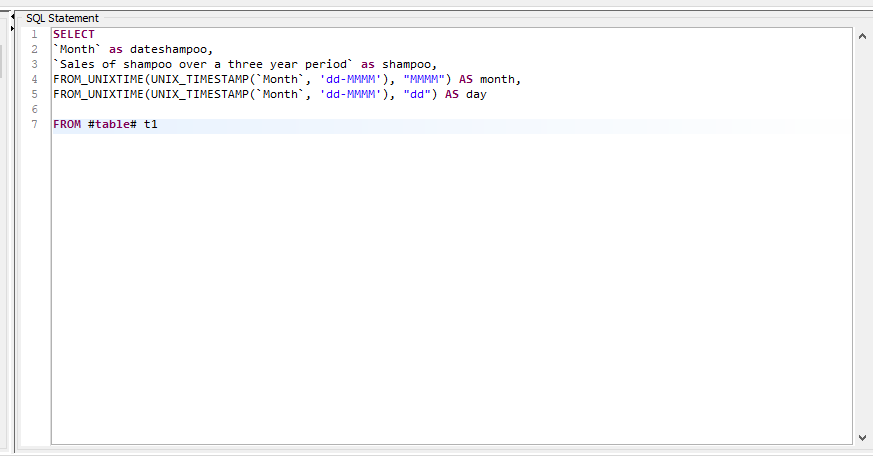 SQL Statement
1 SELECT
2 `Month` as dateshampoo,
3 `Sales of shampoo over a three year period` as shampoo,
4 FROM_UNIXTIME(UNIX_TIMESTAMP(`Month`, 'dd-MMMM'), "MMMM") AS month,
5 FROM_UNIXTIME(UNIX_TIMESTAMP(`Month`, 'dd-MMMM'), "dd") AS day
6
7 FROM #table# t1